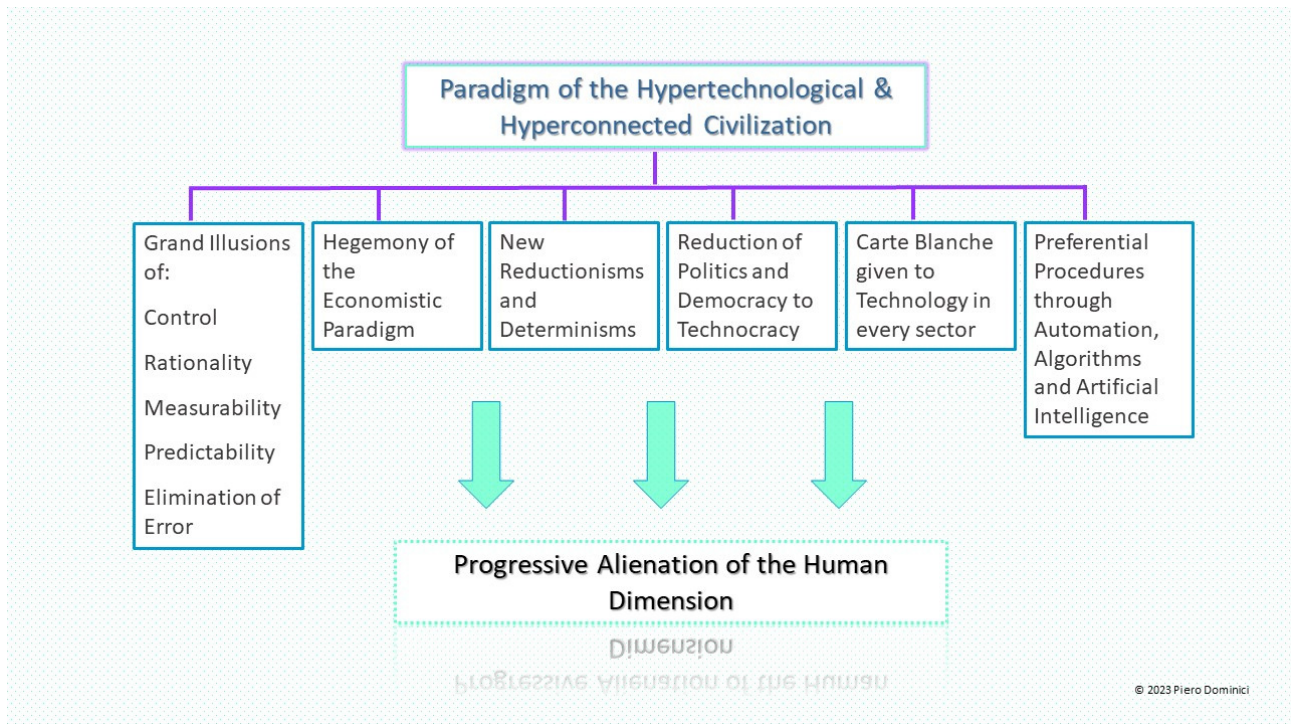 Paradigm of the Hypertechnological &
Hyperconnected Civilization
Grand Illusions
of:
Control
Rationality
Measurability
Predictability
Elimination of
Error
Hegemony of
the
Economistic
Paradigm
New
Reductionisms
and
Determinisms
Reduction of
Politics and
Democracy to
Technocracy
Carte Blanche
given to
Technology in
every sector
Preferential
Procedures
through
Automation,
Algorithms
and Artificial
Intelligence
Progressive Alienation of the Human
Dimension
© 2023 Piero Dominici